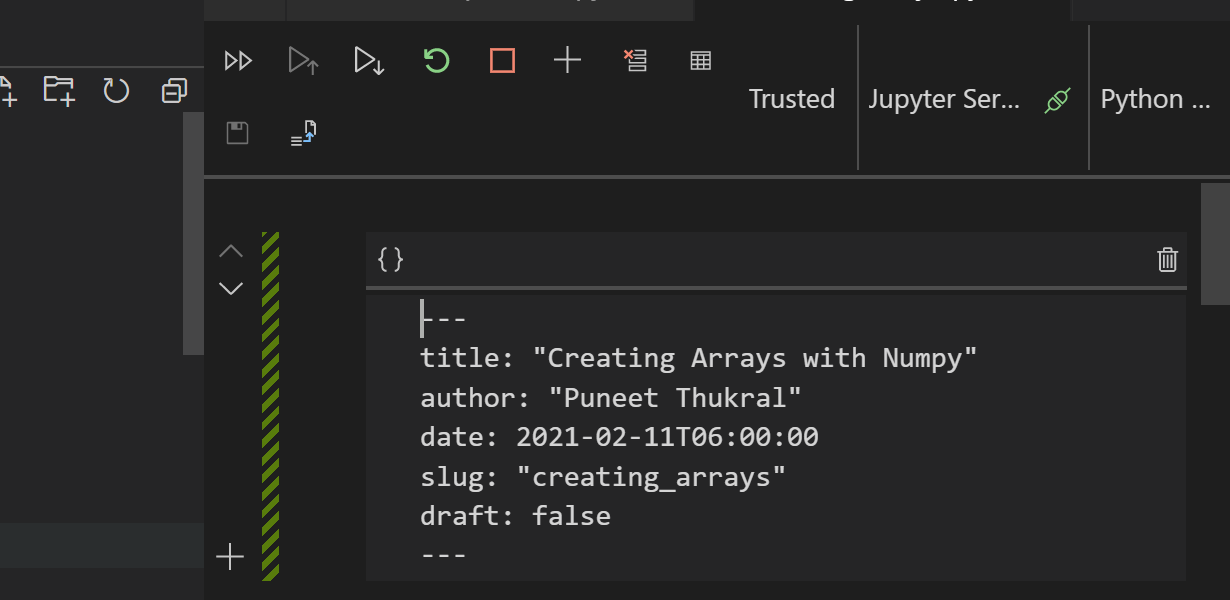 Trusted
Jupyter Ser...
Python ...
{}
---
title: "Creating Arrays with Numpy"
author: "Puneet Thukral"
date: 2021-02-11T06:00:00
slug: "creating_arrays"
draft: false
---